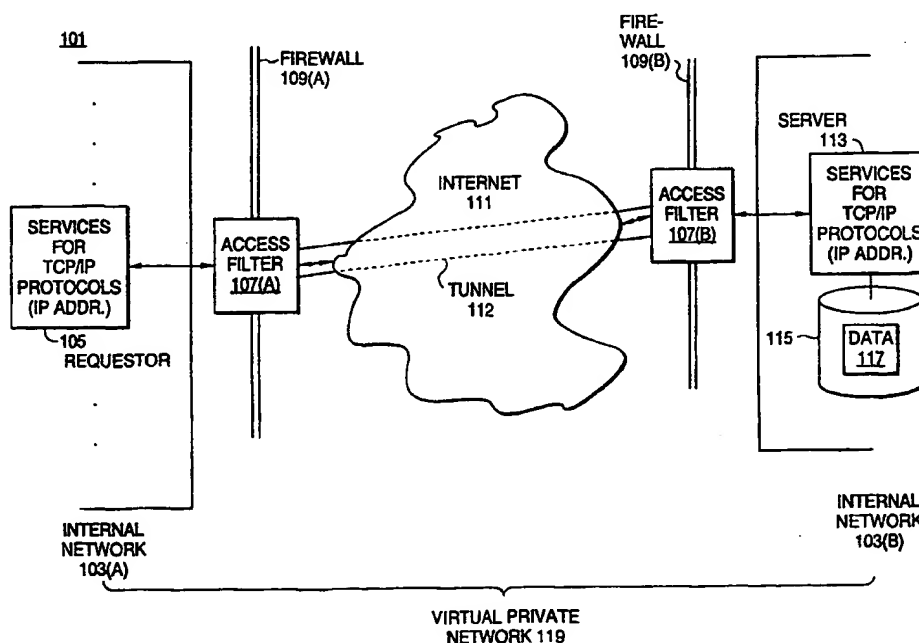 101
FIREWALL
109(A)
FIRE-
WALL
109(B)
SERVER
113
SERVICES
FOR
TCP/IP
PROTOCOLS
(IP ADDR.)
105
REQUESTOR
ACCESS
FILTER
107(A)
INTERNET
111
TUNNEL
112
ACCESS
FILTER
107(B)
SERVICES
FOR
TCP/IP
PROTOCOLS
(IP ADDR.)
115
DATA
117
INTERNAL
NETWORK
103(A)
INTERNAL
NETWORK
103(B)
VIRTUAL PRIVATE
NETWORK 119